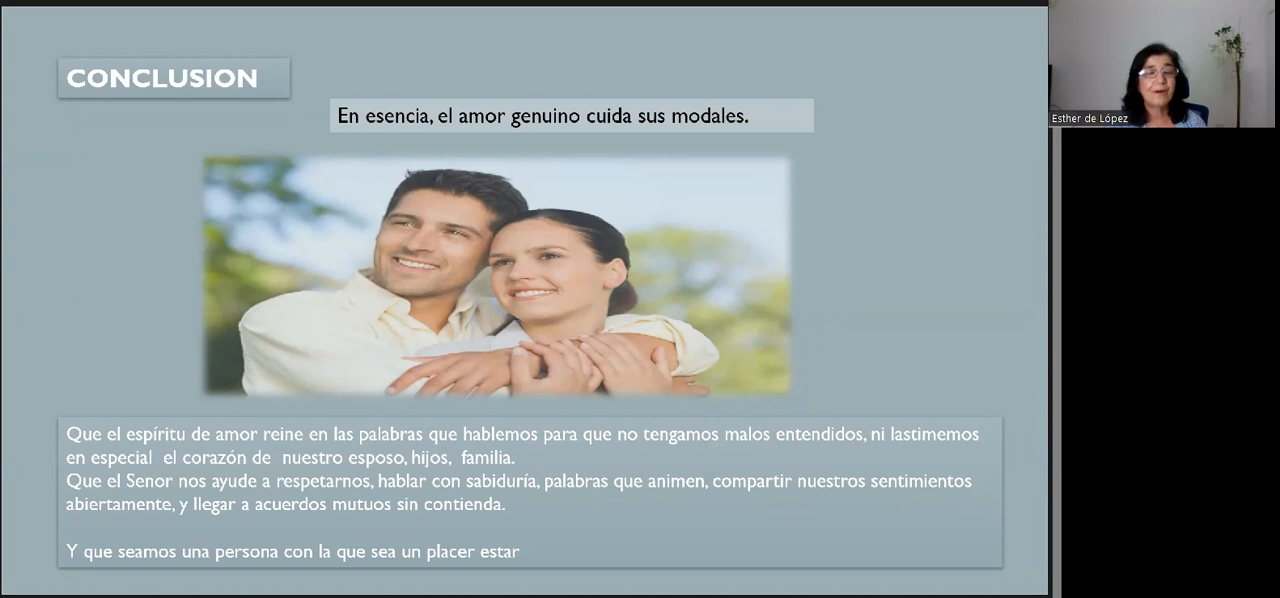 CONCLUSION
En esencia, el amor genuino cuida sus modales.
Esther de López
Que el espíritu de amor reine en las palabras que hablemos para que no tengamos malos entendidos, ni lastimemos
en especial el corazón de nuestro esposo, hijos, familia.
Que el Senor nos ayude a respetarnos, hablar con sabiduría, palabras que animen, compartir nuestros sentimientos
abiertamente, y llegar a acuerdos mutuos sin contienda.
Y que seamos una persona con la que sea un placer estar